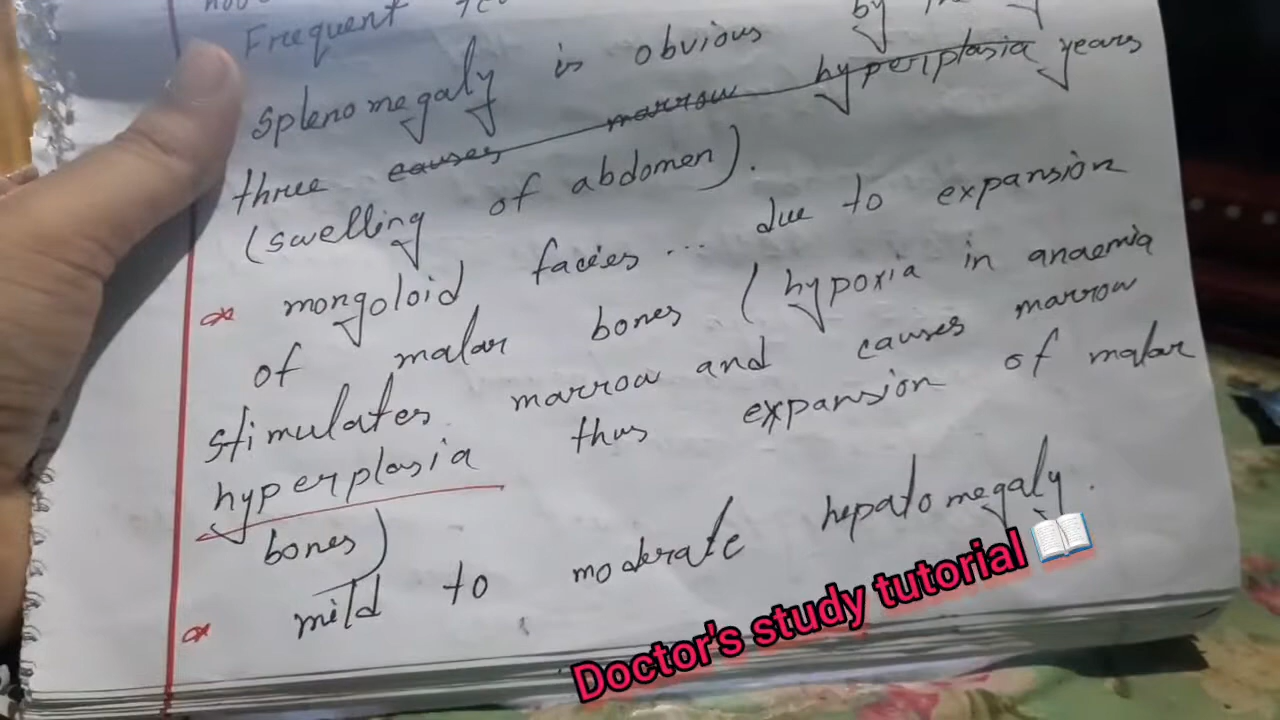 Frequent
splenomegaly is obvious by
three causes marrow hyperplasia years
(swelling of abdomen).
mongoloid facies... due to expansion
of malar bones (hypoxia in anaemia
stimulates marrow and causes marrow
hyperplasia thus expansion of malar
bones)
mild to moderate hepatomegaly.
Doctor's study tutorial